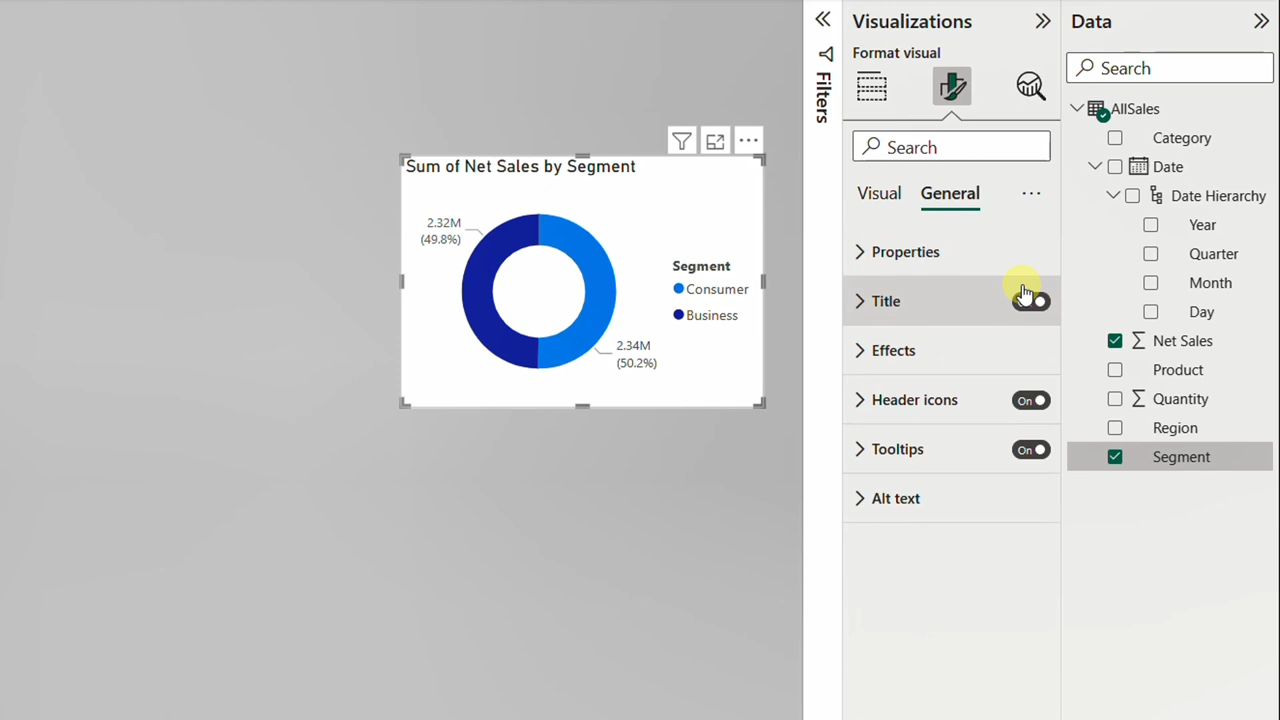 Sum of Net Sales by Segment
2.32M
(49.8%)
2.34M
(50.2%)
Segment
Consumer
Business
Filters
Visualizations
Format visual
Search
Visual
General
Properties
Title
Effects
Header icons
On
Tooltips
On
Alt text
Data
Search
AllSales
Category
Date
Date Hierarchy
Year
Quarter
Month
Day
Net Sales
Product
Quantity
Region
Segment